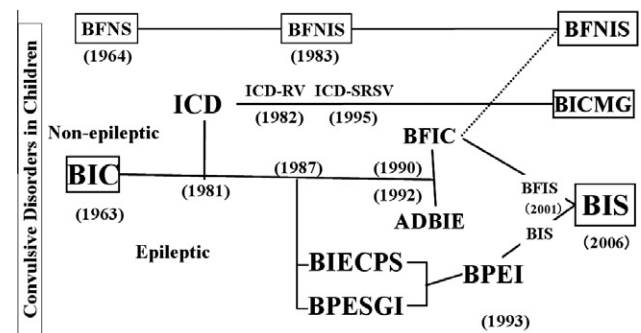 Convulsive Disorders in Children
BFNS
BFNIS
BFNIS
(1964)
(1983)
ICD
ICD-RV
ICD-SRSV
(1982)
(1995)
BICMG
Non-epileptic
BFIC
BIC
(1963)
(1981)
(1987)
(1990)
(1992)
ADBIE
BFIS
(2001)
BIS
BIS
(2006)
Epileptic
BIECPS
BPESGI
BPEI
(1993)